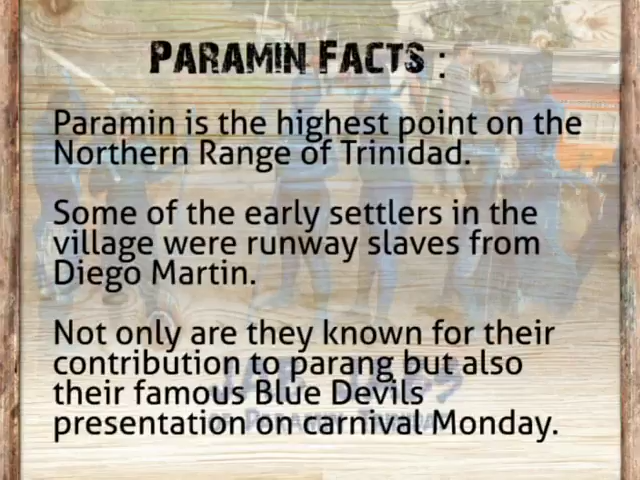 PARAMIN FACTS :
Paramin is the highest point on the
Northern Range of Trinidad.
Some of the early settlers in the
village were runway slaves from
Diego Martin.
Not only are they known for their
contribution to parang but also
their famous Blue Devils
presentation on carnival Monday.